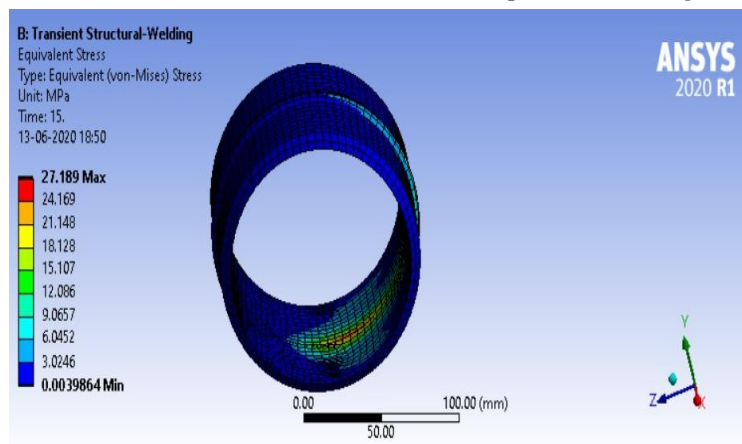 B: Transient Structural-Welding
Equivalent Stress
Type: Equivalent (von-Mises) Stress
Unit: MPa
Time: 15.
13-06-2020 18:50
ANSYS
2020 R1
27.189 Max
24.169
21.148
18.128
15.107
12.086
9.0657
6.0452
3.0246
0.0039864 Min
0.00 100.00 (mm)
50.00
Y
Z X